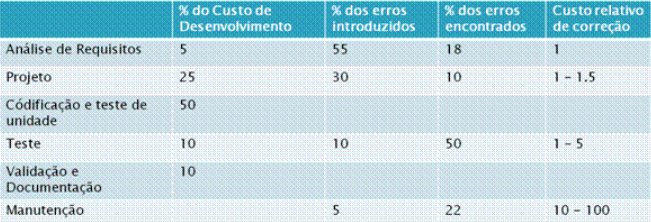 % do Custo de Desenvolvimento % dos erros introduzidos % dos erros encontrados Custo relativo de correção
Análise de Requisitos 5 55 18 1
Projeto 25 30 10 1 – 1.5
Códificação e teste de unidade 50
Teste 10 10 50 1 – 5
Validação e Documentação 10
Manutenção 5 22 10 – 100